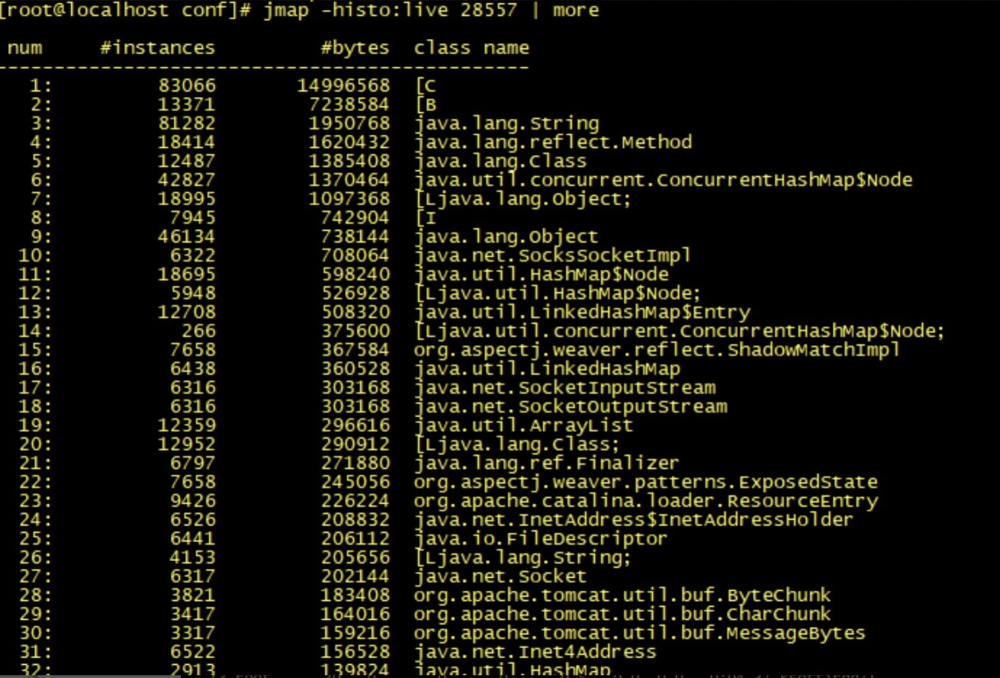 [root@localhost conf]# jmap -histo:live 28557 | more
num #instances #bytes class name
----------------------------------------------
1: 83066 14996568 [C
2: 13371 7238584 [B
3: 81282 1950768 java.lang.String
4: 18414 1620432 java.lang.reflect.Method
5: 12487 1385408 java.lang.Class
6: 42827 1370464 java.util.concurrent.ConcurrentHashMap$Node
7: 18995 1097368 [Ljava.lang.Object;
8: 7945 742904 [I
9: 46134 738144 java.lang.Object
10: 6322 708064 java.net.SocksSocketImpl
11: 18695 598240 java.util.HashMap$Node
12: 5948 526928 [Ljava.util.HashMap$Node;
13: 12708 508320 java.util.LinkedHashMap$Entry
14: 266 375600 [Ljava.util.concurrent.ConcurrentHashMap$Node;
15: 7658 367584 org.aspectj.weaver.reflect.ShadowMatchImpl
16: 6438 360528 java.util.LinkedHashMap
17: 6316 303168 java.net.SocketInputStream
18: 6316 303168 java.net.SocketOutputStream
19: 12359 296616 java.util.ArrayList
20: 12952 290912 [Ljava.lang.Class;
21: 6797 271880 java.lang.ref.Finalizer
22: 7658 245056 org.aspectj.weaver.patterns.ExposedState
23: 9426 226224 org.apache.catalina.loader.ResourceEntry
24: 6526 208832 java.net.InetAddress$InetAddressHolder
25: 6441 206112 java.io.FileDescriptor
26: 4153 205656 [Ljava.lang.String;
27: 6317 202144 java.net.Socket
28: 3821 183408 org.apache.tomcat.util.buf.ByteChunk
29: 3417 164016 org.apache.tomcat.util.buf.CharChunk
30: 3317 159216 org.apache.tomcat.util.buf.MessageBytes
31: 6522 156528 java.net.Inet4Address
32: 2913 139824 java.util.HashMap